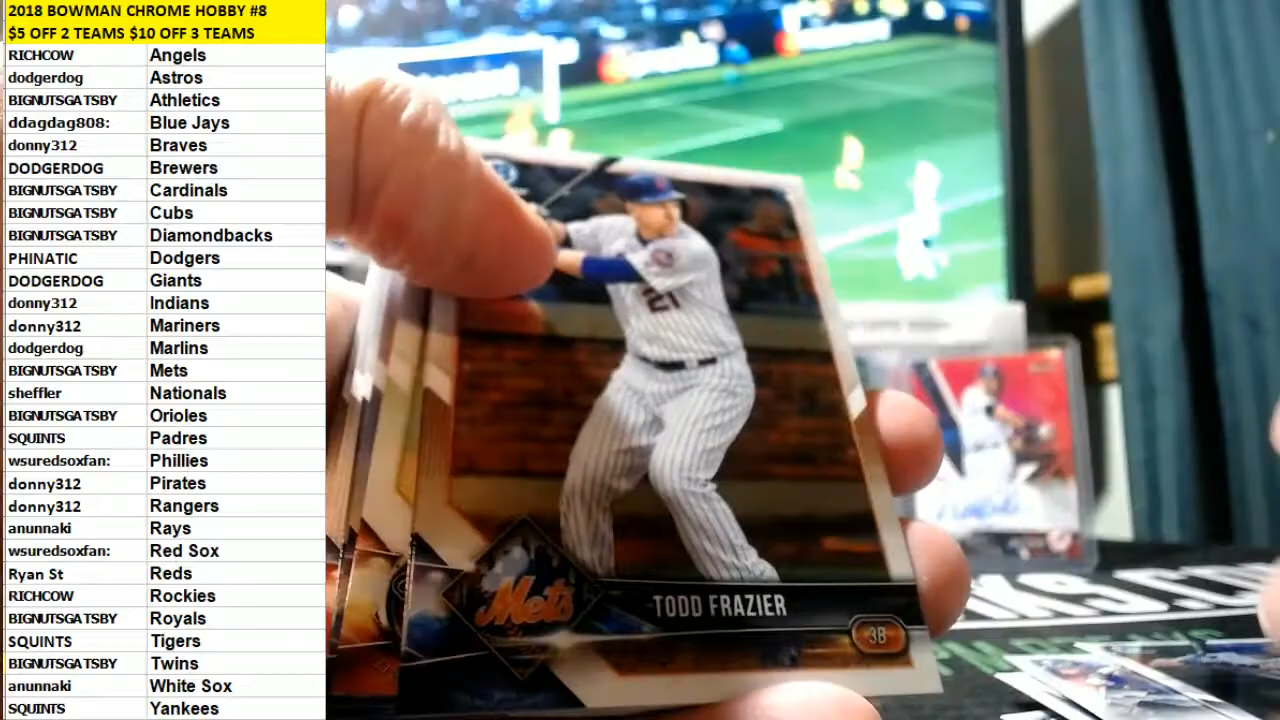 2018 BOWMAN CHROME HOBBY #8
$5 OFF 2 TEAMS $10 OFF 3 TEAMS
RICHCOW Angels
dodgerdog Astros
BIGNUTSGATSBY Athletics
ddagdag808: Blue Jays
donny312 Braves
DODGERDOG Brewers
BIGNUTSGATSBY Cardinals
BIGNUTSGATSBY Cubs
BIGNUTSGATSBY Diamondbacks
PHINATIC Dodgers
DODGERDOG Giants
donny312 Indians
donny312 Mariners
dodgerdog Marlins
BIGNUTSGATSBY Mets
sheffler Nationals
BIGNUTSGATSBY Orioles
SQUINTS Padres
wsuredsoxfan: Phillies
donny312 Pirates
donny312 Rangers
anunnaki Rays
wsuredsoxfan: Red Sox
Ryan St Reds
RICHCOW Rockies
BIGNUTSGATSBY Royals
SQUINTS Tigers
BIGNUTSGATSBY Twins
anunnaki White Sox
SQUINTS Yankees
21
Mets
TODD FRAZIER
3B